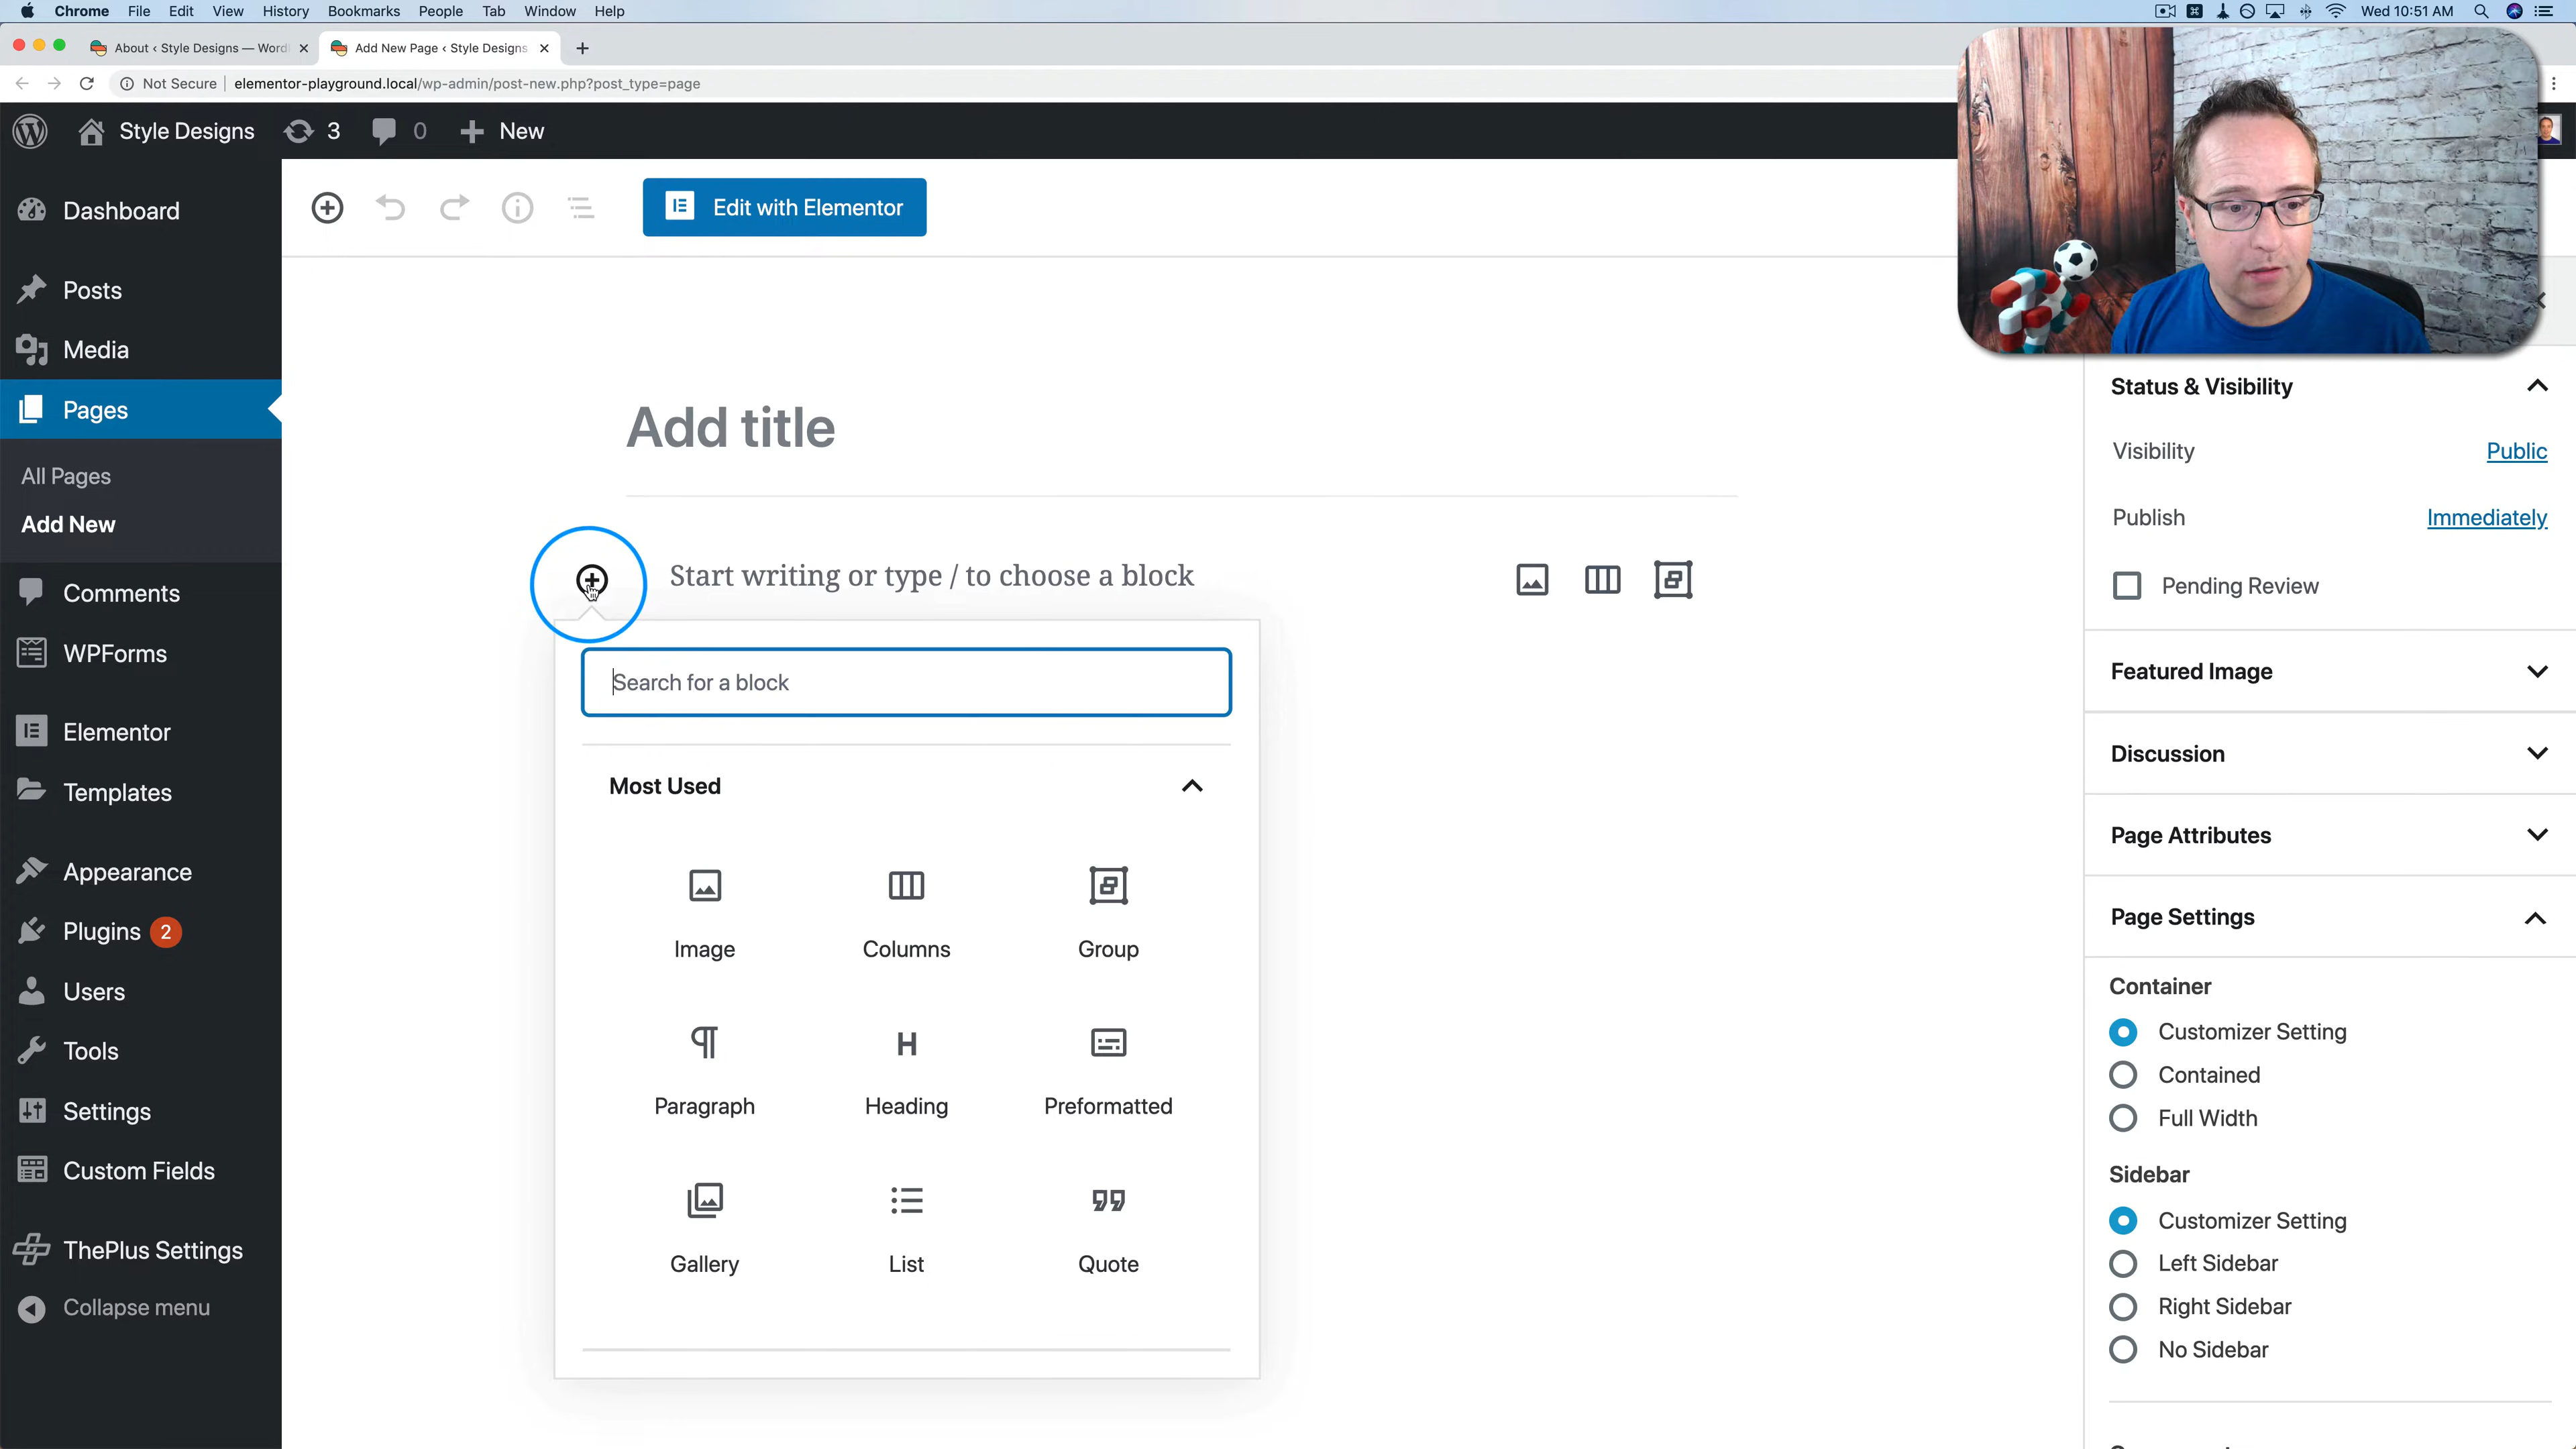 Chrome File Edit View History Bookmarks People Tab Window Help Wed 10:51 AM
About ‹ Style Designs — Word
Add New Page ‹ Style Designs
Not Secure elementor-playground.local/wp-admin/post-new.php?post_type=page
Style Designs 3 0 New
Dashboard
Posts
Media
Pages
All Pages
Add New
Comments
WPForms
Elementor
Templates
Appearance
Plugins 2
Users
Tools
Settings
Custom Fields
ThePlus Settings
Collapse menu
Edit with Elementor
Add title
Start writing or type / to choose a block
Search for a block
Most Used
Image Columns Group
Paragraph Heading Preformatted
Gallery List Quote
Status & Visibility
Visibility Public
Publish Immediately
Pending Review
Featured Image
Discussion
Page Attributes
Page Settings
Container
Customizer Setting
Contained
Full Width
Sidebar
Customizer Setting
Left Sidebar
Right Sidebar
No Sidebar